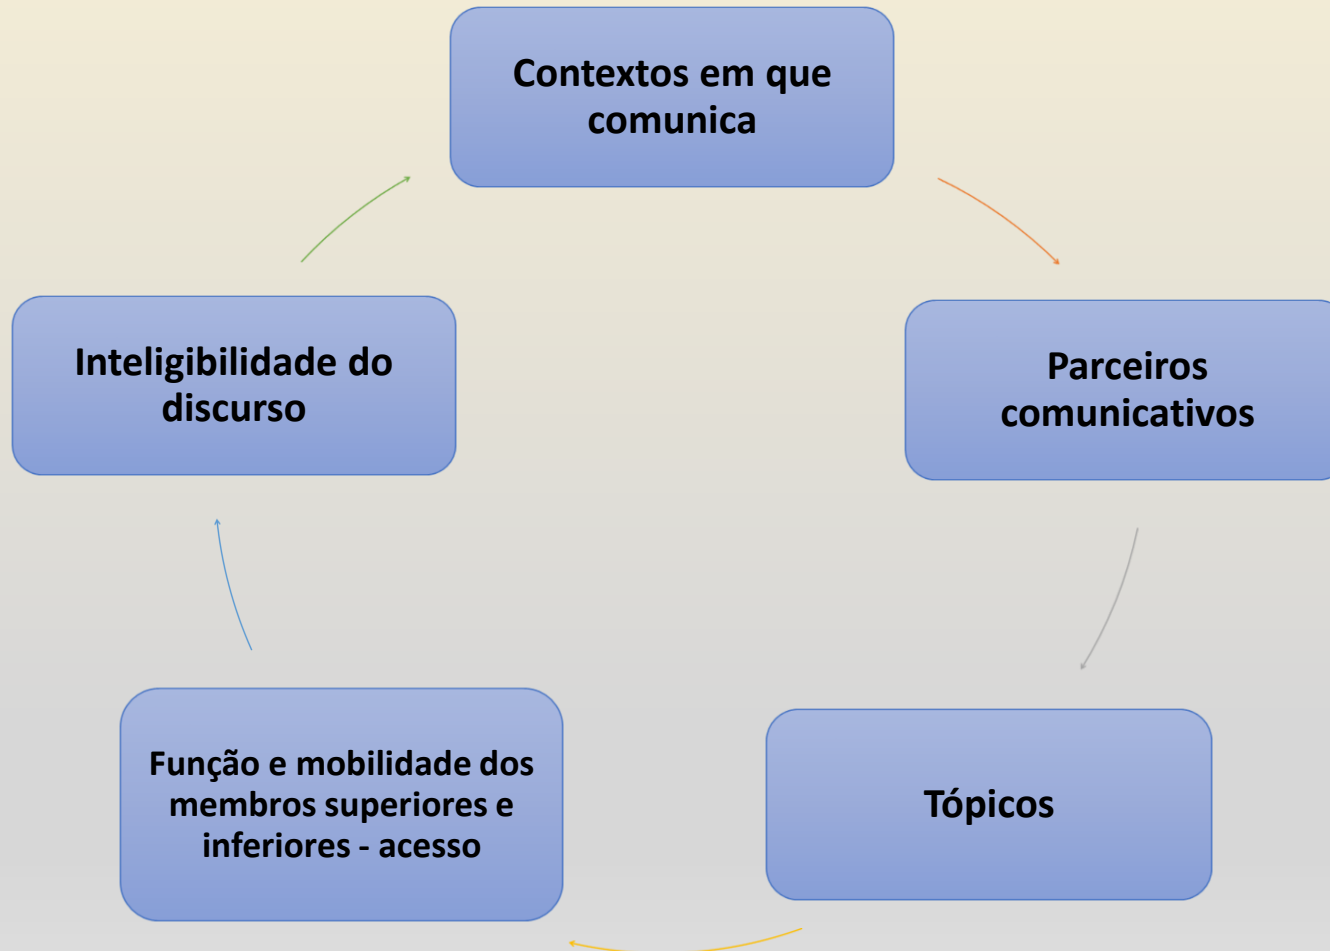 Contextos em que
comunica
Inteligibilidade do
discurso
Parceiros
comunicativos
Função e mobilidade dos
membros superiores e
inferiores - acesso
Tópicos